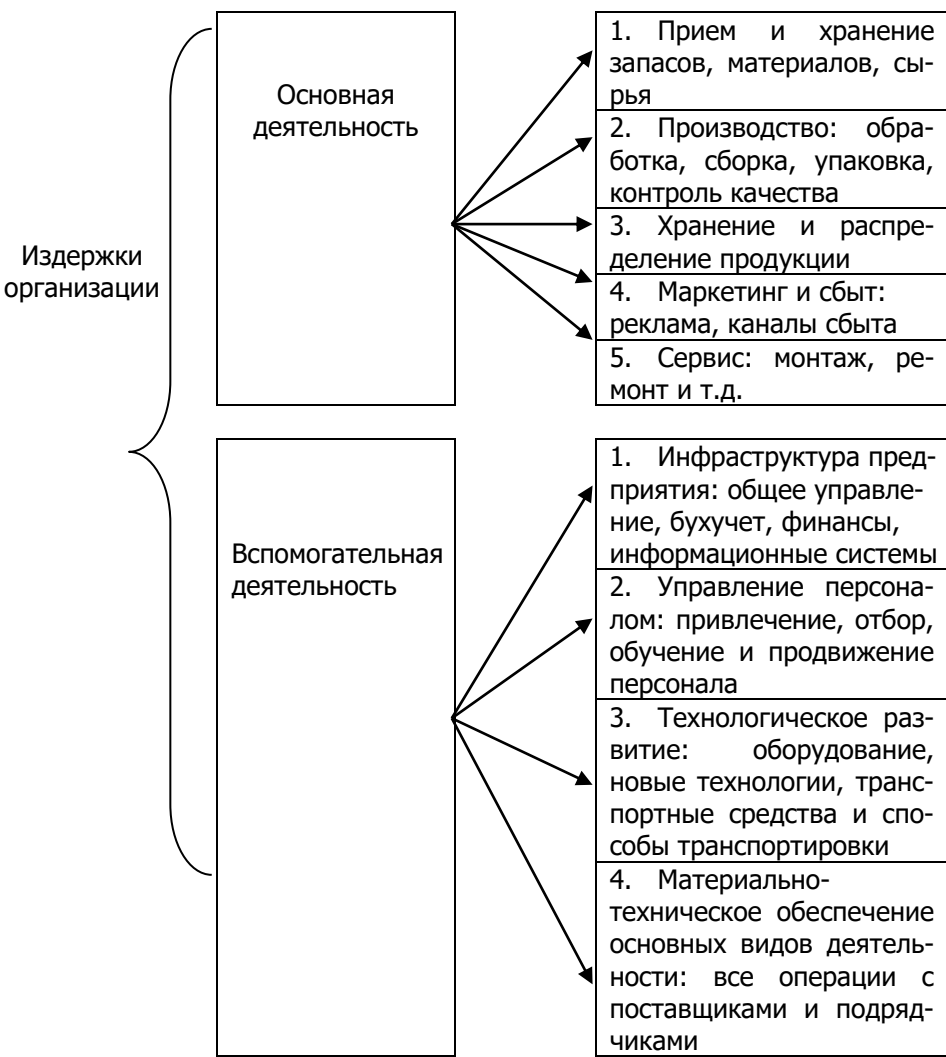 Издержки
организации
Основная
деятельность
1. Прием и хранение
запасов, материалов, сы-
рья
2. Производство: обра-
ботка, сборка, упаковка,
контроль качества
3. Хранение и распре-
деление продукции
4. Маркетинг и сбыт:
реклама, каналы сбыта
5. Сервис: монтаж, ре-
монт и т.д.
Вспомогательная
деятельность
1. Инфраструктура пред-
приятия: общее управле-
ние, бухучет, финансы,
информационные системы
2. Управление персона-
лом: привлечение, отбор,
обучение и продвижение
персонала
3. Технологическое раз-
витие: оборудование,
новые технологии, транс-
портные средства и спо-
собы транспортировки
4. Материально-
техническое обеспечение
основных видов деятель-
ности: все операции с
поставщиками и подряд-
чиками